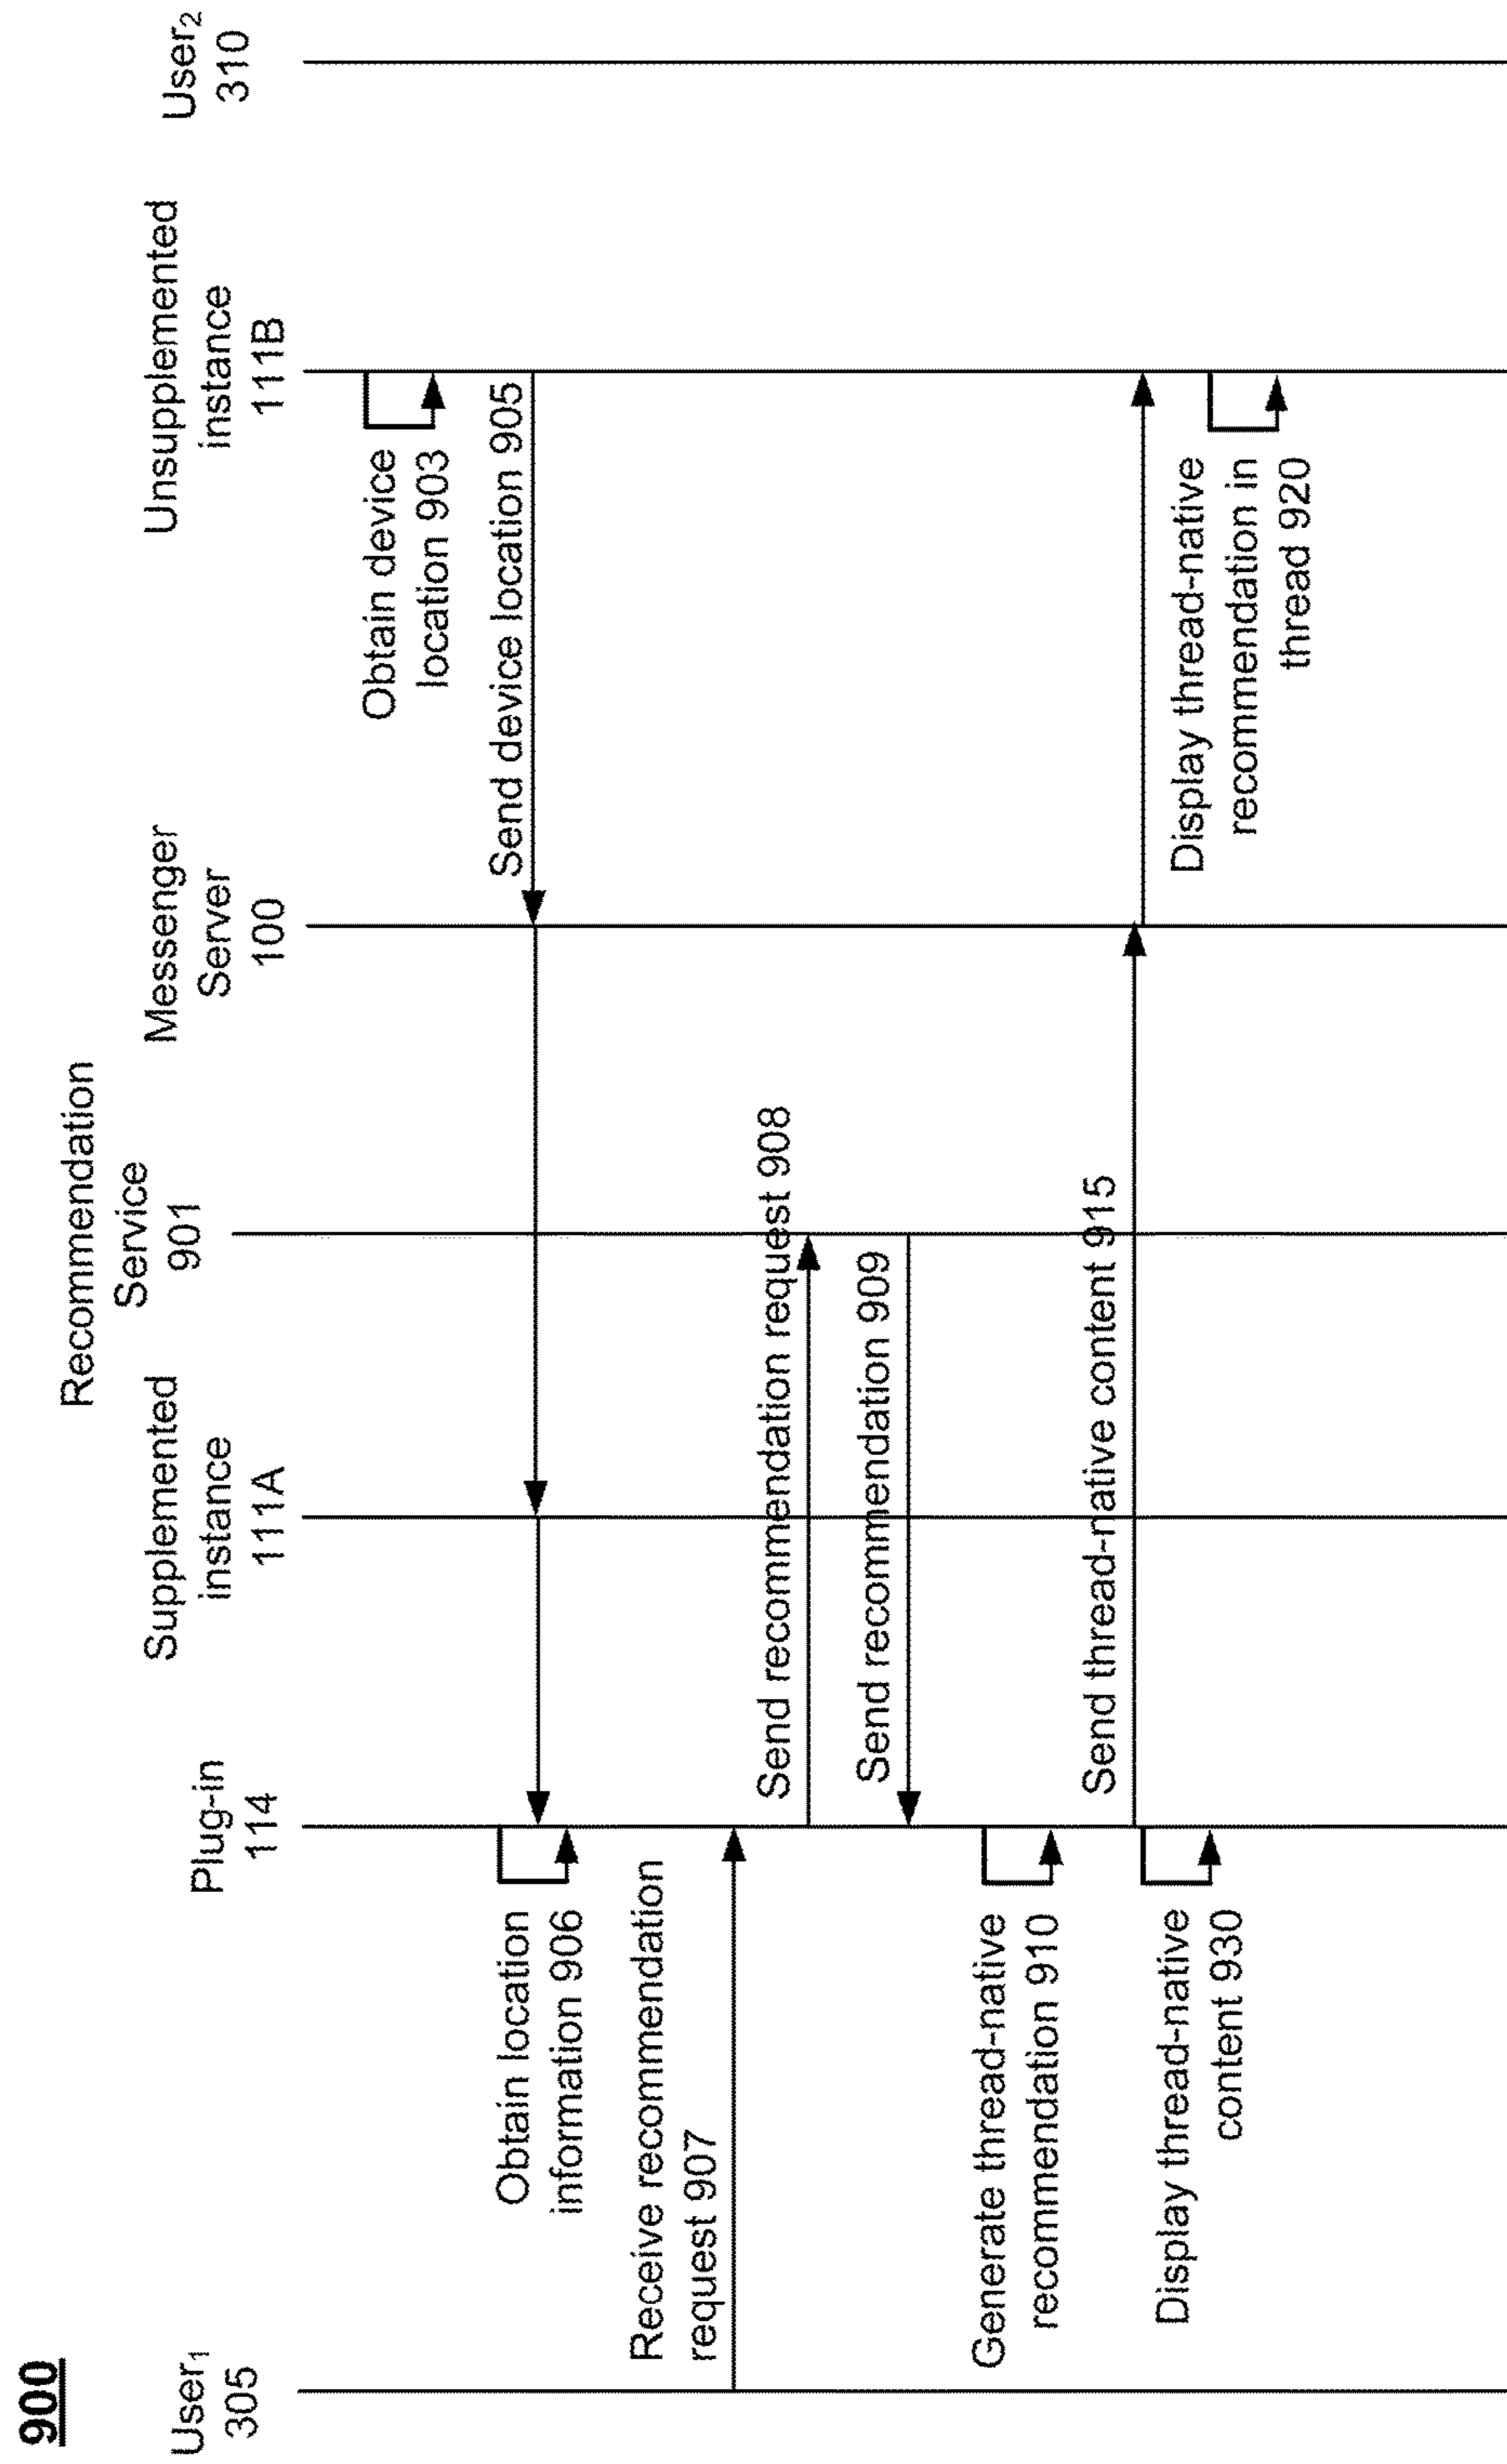 900
User₁
305
Plug-in
114
Supplemented
instance
111A
Recommendation
Service
901
Messenger
Server
100
Unsupplemented
instance
111B
User₂
310
Obtain device
location 903
Send device location 905
Obtain location
information 906
Receive recommendation
request 907
Send recommendation request 908
Send recommendation 909
Generate thread-native
recommendation 910
Send thread-native content 915
Display thread-native
recommendation in
thread 920
Display thread-native
content 930